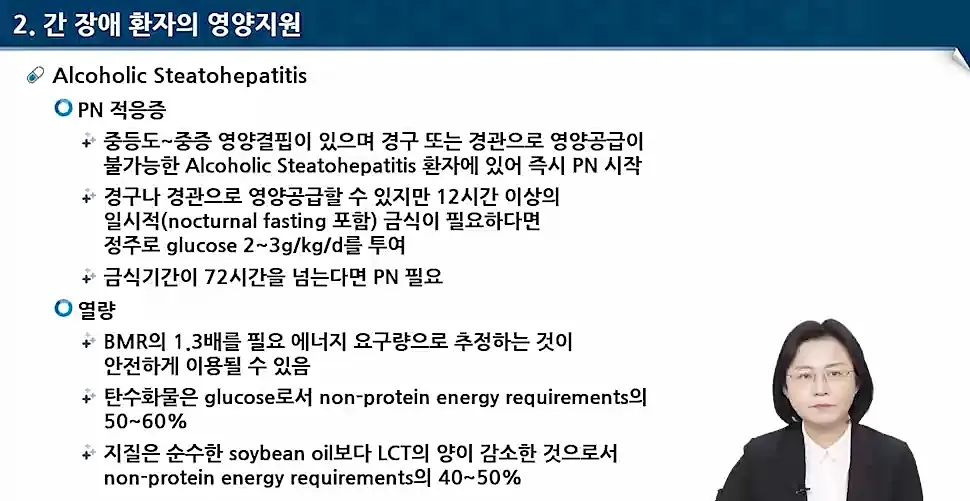 2. 간 장애 환자의 영양지원
Alcoholic Steatohepatitis
PN 적응증
중등도~중증 영양결핍이 있으며 경구 또는 경관으로 영양공급이
불가능한 Alcoholic Steatohepatitis 환자에 있어 즉시 PN 시작
경구나 경관으로 영양공급할 수 있지만 12시간 이상의
일시적(nocturnal fasting 포함) 금식이 필요하다면
정주로 glucose 2~3g/kg/d를 투여
금식기간이 72시간을 넘는다면 PN 필요
열량
BMR의 1.3배를 필요 에너지 요구량으로 추정하는 것이
안전하게 이용될 수 있음
탄수화물은 glucose로서 non-protein energy requirements의
50~60%
지질은 순수한 soybean oil보다 LCT의 양이 감소한 것으로서
non-protein energy requirements의 40~50%